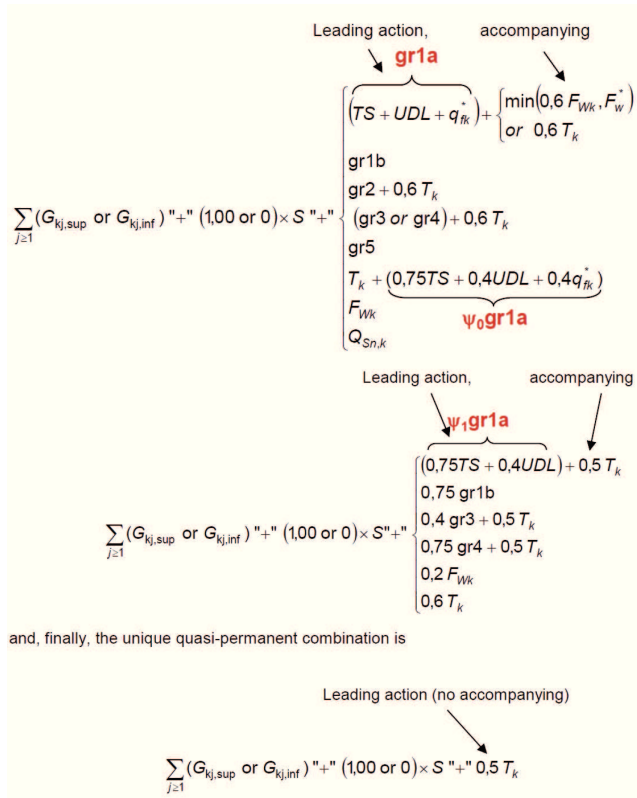 Leading action, accompanying
gr1a
(TS + UDL + q*fk) + { min(0,6 FWk, F*w)
or 0,6 Tk
gr1b
gr2 + 0,6 Tk
∑j≥1 (Gkj,sup or Gkj,inf) "+" (1,00 or 0) × S "+" {
(gr3 or gr4) + 0,6 Tk
gr5
Tk + (0,75TS + 0,4UDL + 0,4q*fk)
FWk
ψ0gr1a
QSn,k
Leading action, accompanying
ψ1gr1a
(0,75TS + 0,4UDL) + 0,5 Tk
0,75 gr1b
0,4 gr3 + 0,5 Tk
∑j≥1 (Gkj,sup or Gkj,inf) "+" (1,00 or 0) × S "+" {
0,75 gr4 + 0,5 Tk
0,2 FWk
0,6 Tk
and, finally, the unique quasi-permanent combination is
Leading action (no accompanying)
∑j≥1 (Gkj,sup or Gkj,inf) "+" (1,00 or 0) × S "+" 0,5 Tk